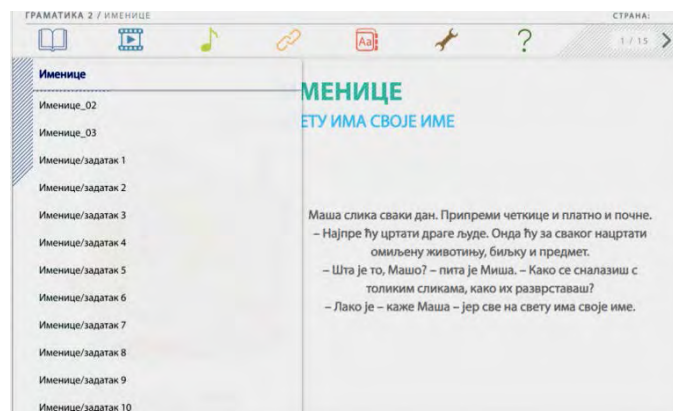 ГРАМАТИКА 2 / ИМЕНИЦЕ
СТРАНА:
Aa
?
1 / 15
Именице
Именице_02
Именице_03
Именице/задатак 1
Именице/задатак 2
Именице/задатак 3
Именице/задатак 4
Именице/задатак 5
Именице/задатак 6
Именице/задатак 7
Именице/задатак 8
Именице/задатак 9
Именице/задатак 10
МЕНИЦЕ
ЕТУ ИМА СВОЈЕ ИМЕ
Маша слика сваки дан. Припреми четкице и платно и почне.
– Најпре ћу цртати драге људе. Онда ћу за сваког нацртати
омиљену животињу, биљку и предмет.
– Шта је то, Машо? – пита је Миша. – Како се сналазиш с
толиким сликама, како их разврставаш?
– Лако је – каже Маша – јер све на свету има своје име.